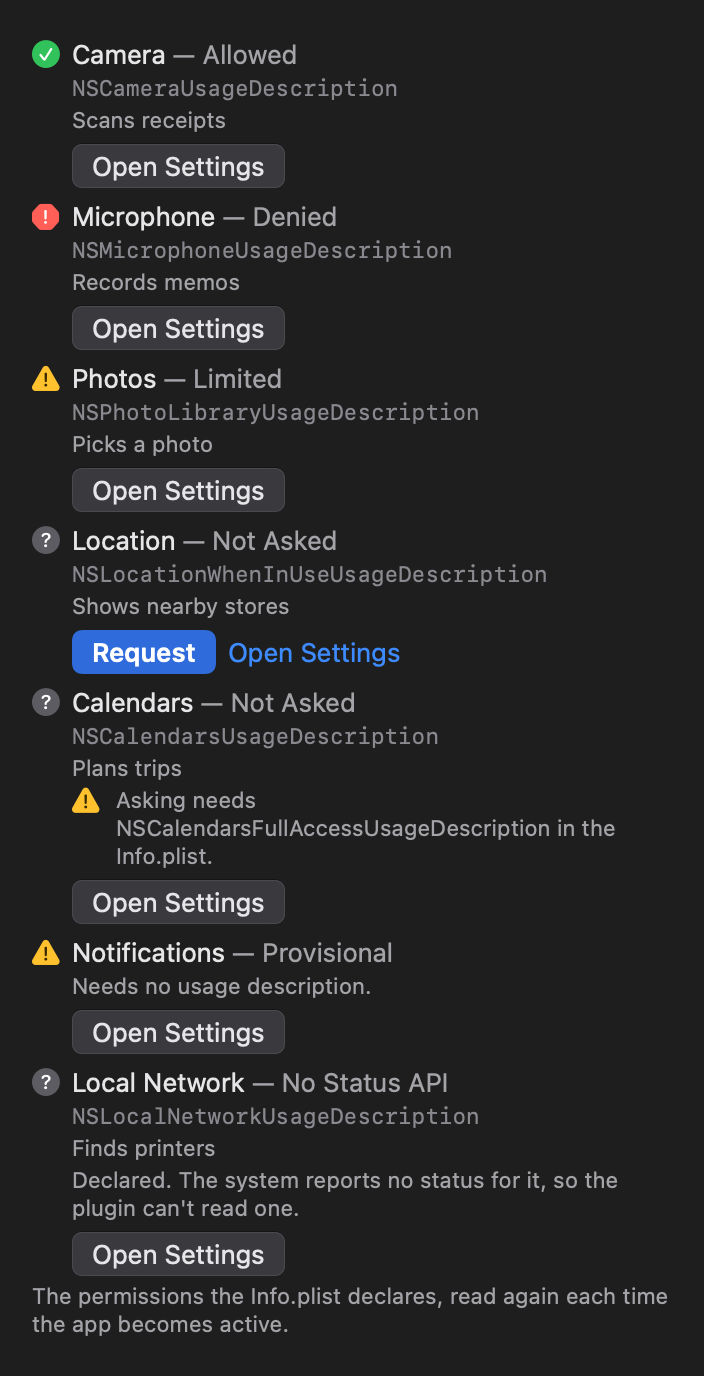 Camera — Allowed
NSCameraUsageDescription
Scans receipts
Open Settings
Microphone — Denied
NSMicrophoneUsageDescription
Records memos
Open Settings
Photos — Limited
NSPhotoLibraryUsageDescription
Picks a photo
Open Settings
Location — Not Asked
NSLocationWhenInUseUsageDescription
Shows nearby stores
Request Open Settings
Calendars — Not Asked
NSCalendarsUsageDescription
Plans trips
Asking needs
NSCalendarsFullAccessUsageDescription in the
Info.plist.
Open Settings
Notifications — Provisional
Needs no usage description.
Open Settings
Local Network — No Status API
NSLocalNetworkUsageDescription
Finds printers
Declared. The system reports no status for it, so the
plugin can't read one.
Open Settings
The permissions the Info.plist declares, read again each time
the app becomes active.